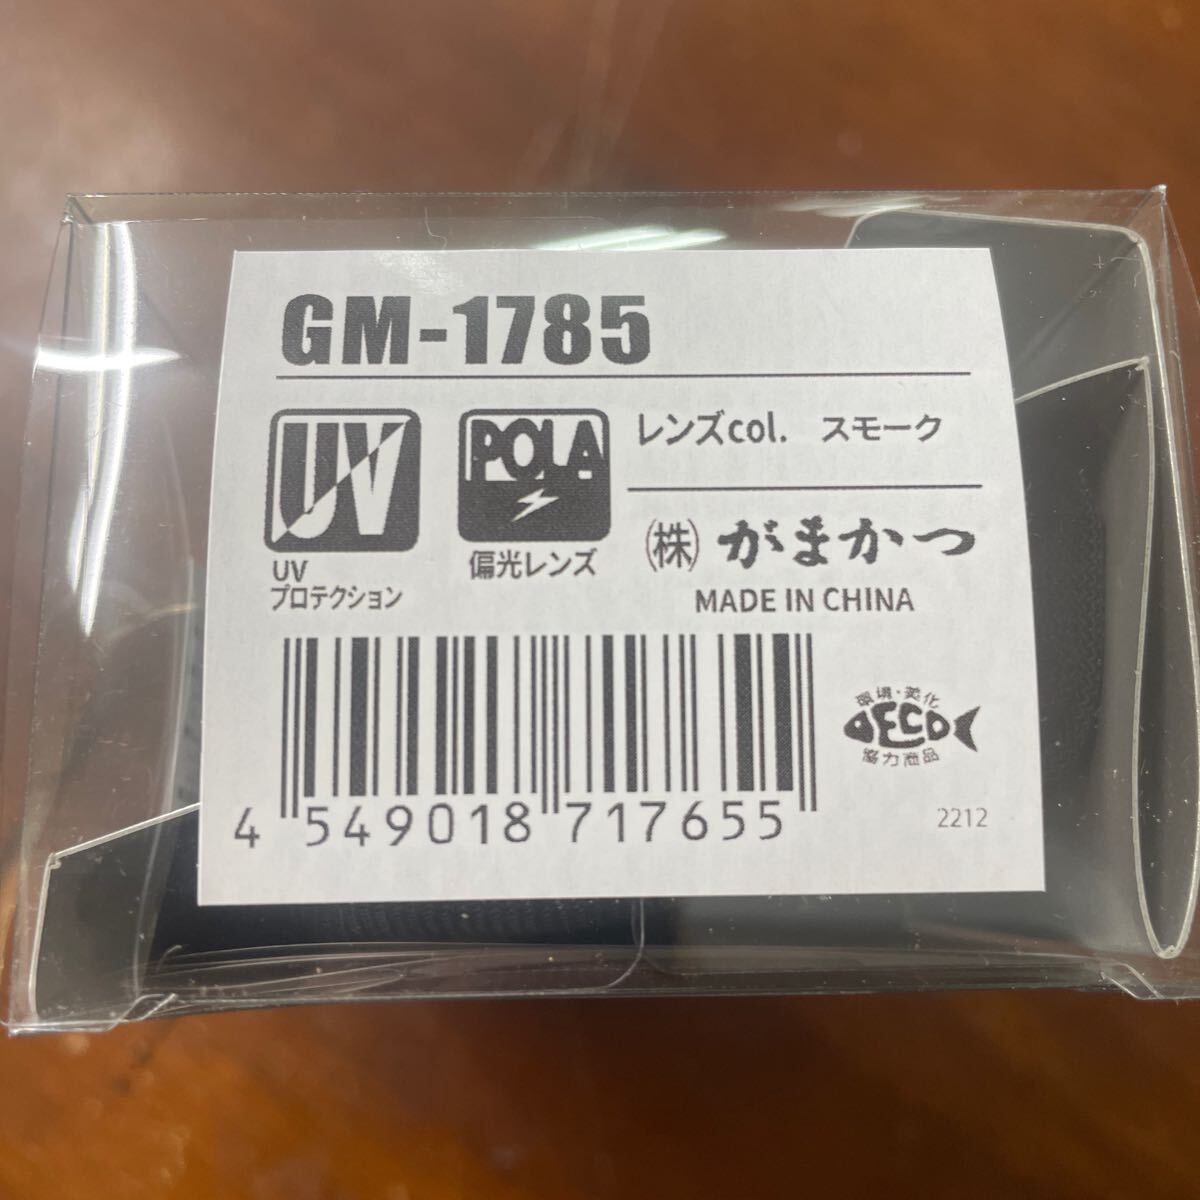 GM-1785
UV
UV
プロテクション
POLA
偏光レンズ
レンズcol. スモーク
㈱ がまかつ
MADE IN CHINA
4 549018 717655
環境・美化
ECO
協力商品
2212